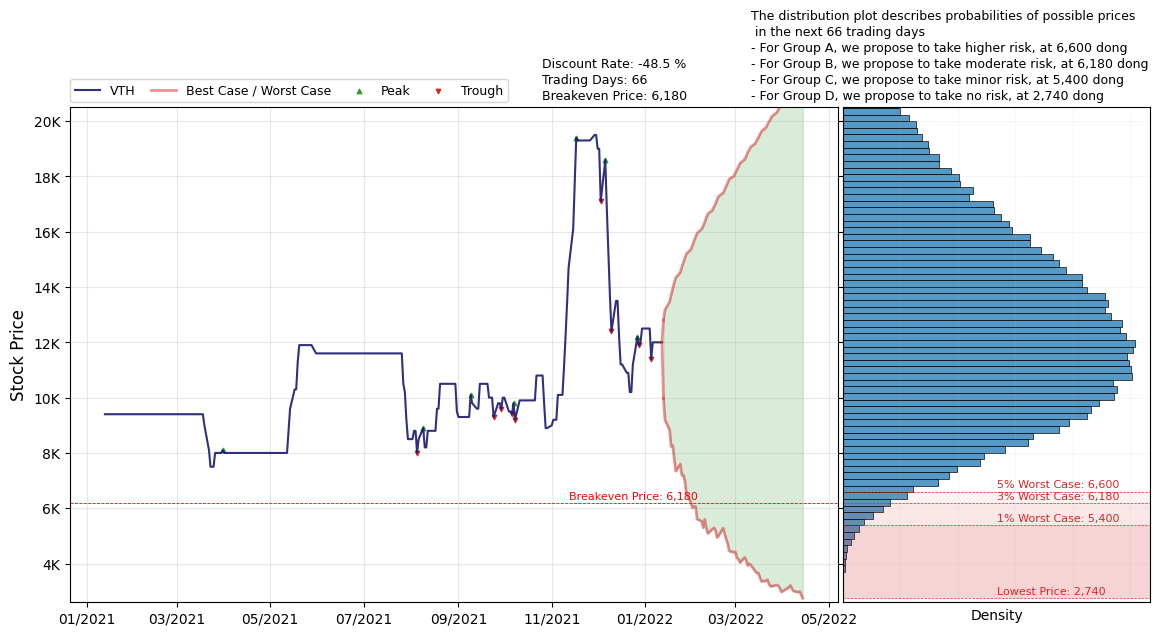 The distribution plot describes probabilities of possible prices
in the next 66 trading days
- For Group A, we propose to take higher risk, at 6,600 dong
- For Group B, we propose to take moderate risk, at 6,180 dong
- For Group C, we propose to take minor risk, at 5,400 dong
- For Group D, we propose to take no risk, at 2,740 dong
Discount Rate: -48.5 %
Trading Days: 66
Breakeven Price: 6,180
VTH
Best Case / Worst Case
Peak
Trough
Stock Price
20K
18K
16K
14K
12K
10K
8K
6K
4K
Breakeven Price: 6,180
5% Worst Case: 6,600
3% Worst Case: 6,180
1% Worst Case: 5,400
Lowest Price: 2,740
01/2021
03/2021
05/2021
07/2021
09/2021
11/2021
01/2022
03/2022
05/2022
Density